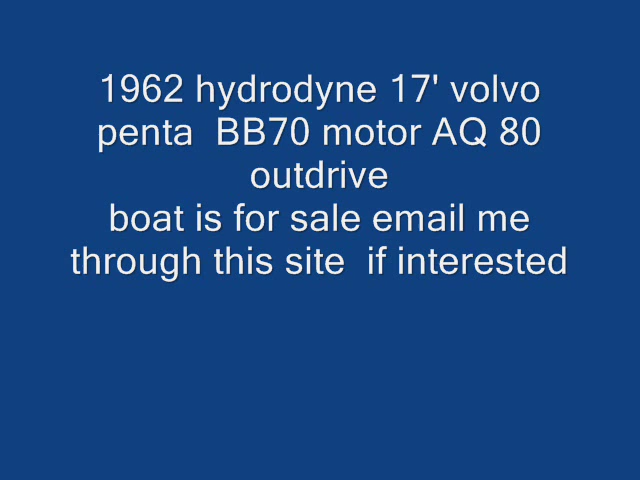 1962 hydrodyne 17' volvo
penta  BB70 motor AQ 80
outdrive
boat is for sale email me
through this site  if interested